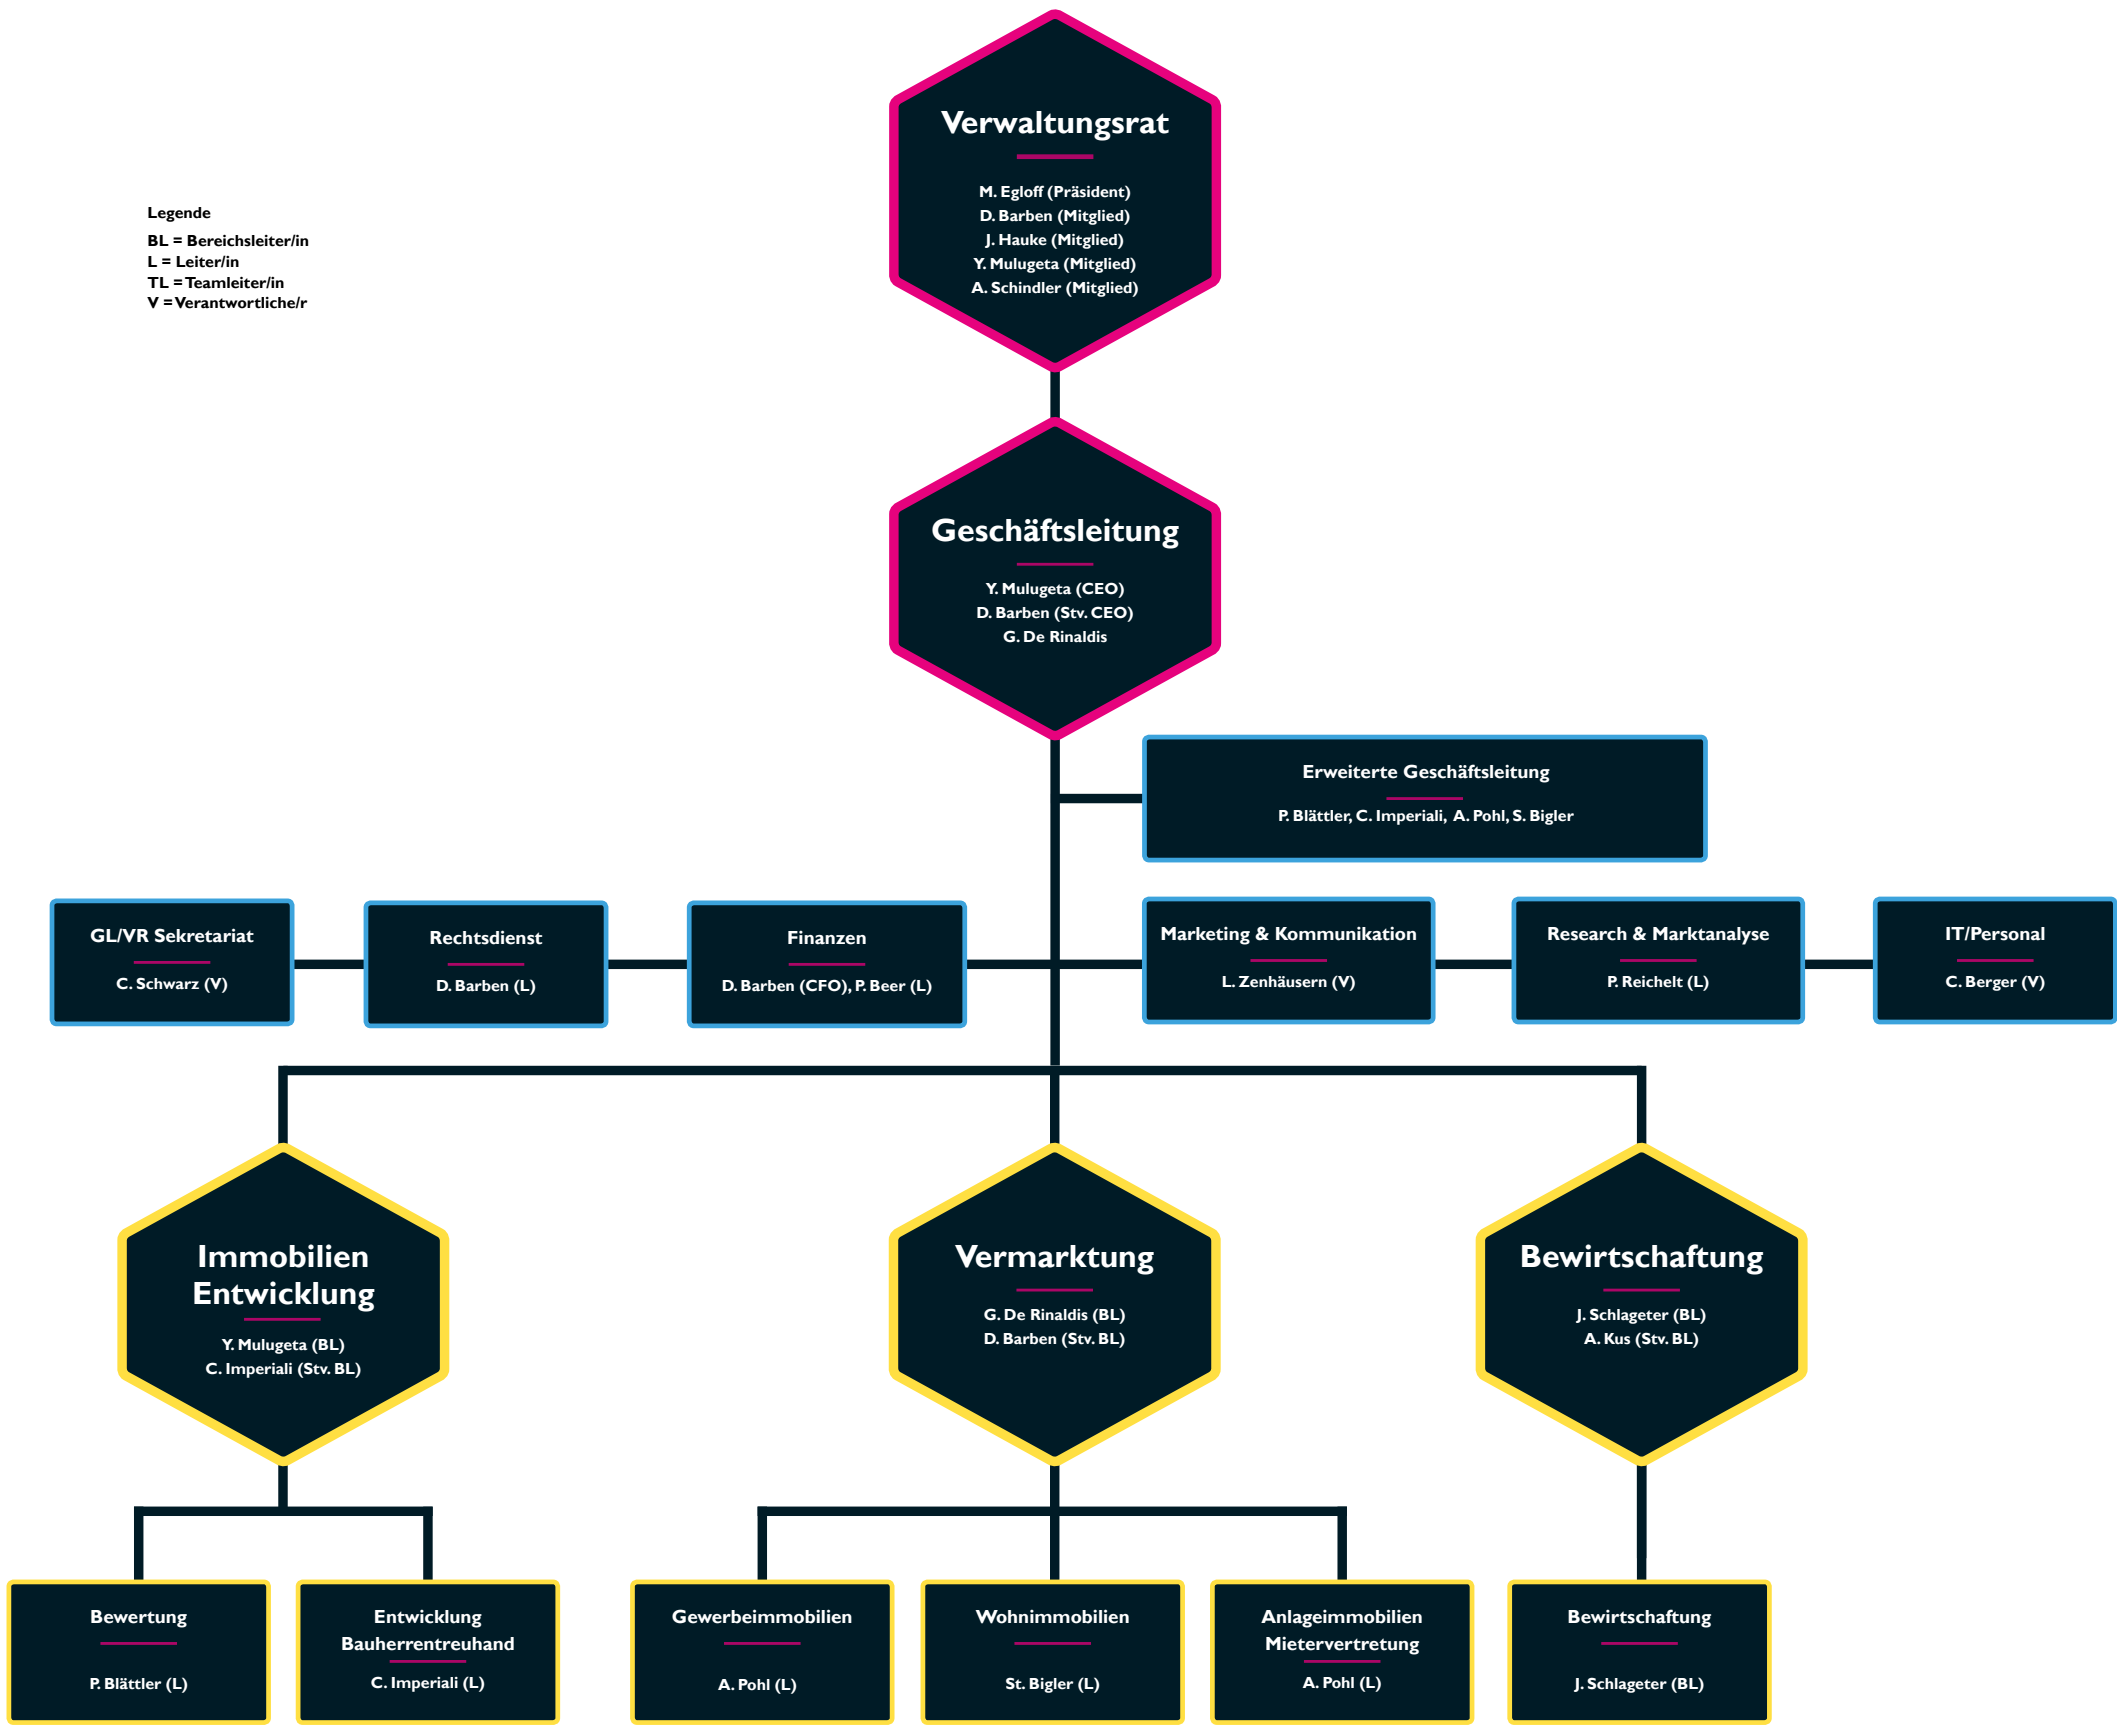 Verwaltungsrat
M. Egloff (Präsident)
D. Barben (Mitglied)
J. Hauke (Mitglied)
Y. Mulugeta (Mitglied)
A. Schindler (Mitglied)
Legende
BL = Bereichsleiter/in
L = Leiter/in
TL = Teamleiter/in
V = Verantwortliche/r
Geschäftsleitung
Y. Mulugeta (CEO)
D. Barben (Stv. CEO)
G. De Rinaldis
Erweiterte Geschäftsleitung
P. Blättler, C. Imperiali, A. Pohl, S. Bigler
GL/VR Sekretariat
C. Schwarz (V)
Rechtsdienst
D. Barben (L)
Finanzen
D. Barben (CFO), P. Beer (L)
Marketing & Kommunikation
L. Zenhäusern (V)
Research & Marktanalyse
P. Reichelt (L)
IT/Personal
C. Berger (V)
Immobilien
Entwicklung
Y. Mulugeta (BL)
C. Imperiali (Stv. BL)
Vermarktung
G. De Rinaldis (BL)
D. Barben (Stv. BL)
Bewirtschaftung
J. Schlageter (BL)
A. Kus (Stv. BL)
Bewertung
P. Blättler (L)
Entwicklung
Bauherrentreuhand
C. Imperiali (L)
Gewerbeimmobilien
A. Pohl (L)
Wohnimmobilien
St. Bigler (L)
Anlageimmobilien
Mietervertretung
A. Pohl (L)
Bewirtschaftung
J. Schlageter (BL)